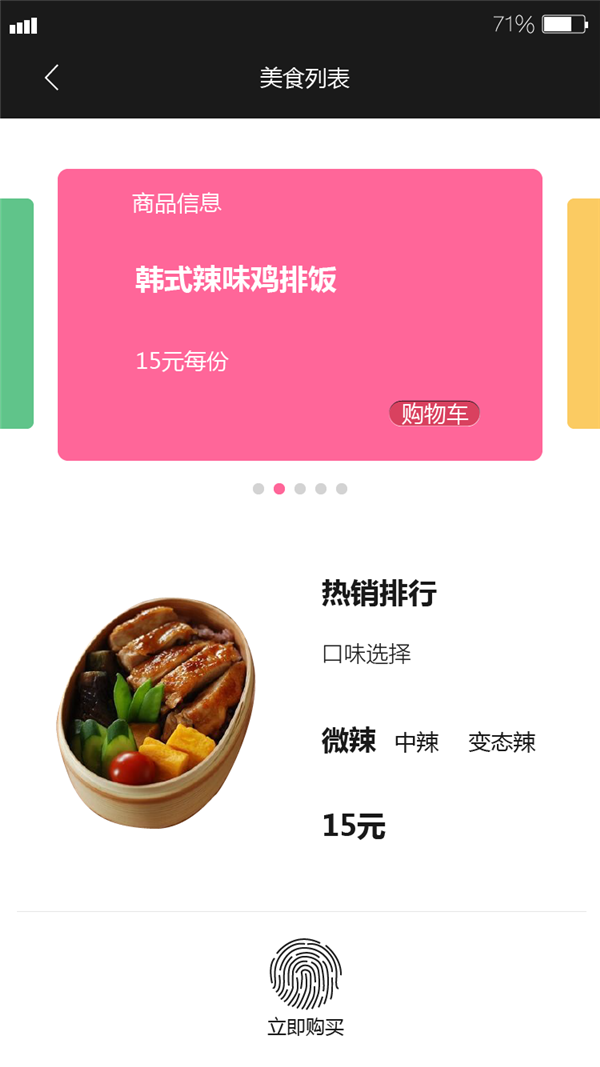 71%
美食列表
商品信息
韩式辣味鸡排饭
15元每份
购物车
热销排行
口味选择
微辣 中辣 变态辣
15元
立即购买